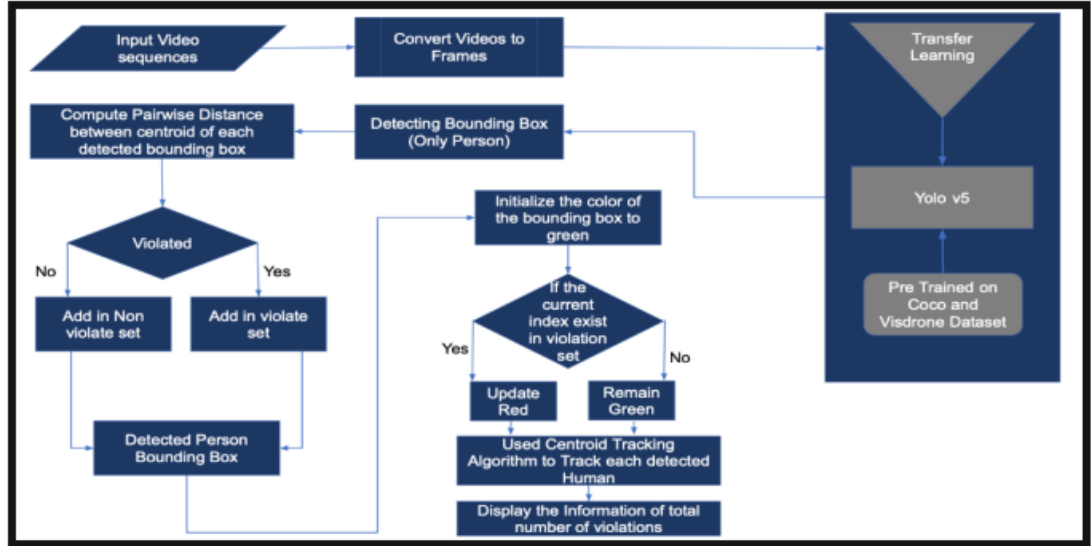 Input Video
sequences
Convert Videos to
Frames
Transfer
Learning
Yolo v5
Pre Trained on
Coco and
Visdrone Dataset
Detecting Bounding Box
(Only Person)
Compute Pairwise Distance
between centroid of each
detected bounding box
Violated
No
Yes
Add in Non
violate set
Add in violate
set
Detected Person
Bounding Box
Initialize the color of
the bounding box to
green
If the
current
index exist
in violation
set
Yes
No
Update
Red
Remain
Green
Used Centroid Tracking
Algorithm to Track each detected
Human
Display the Information of total
number of violations